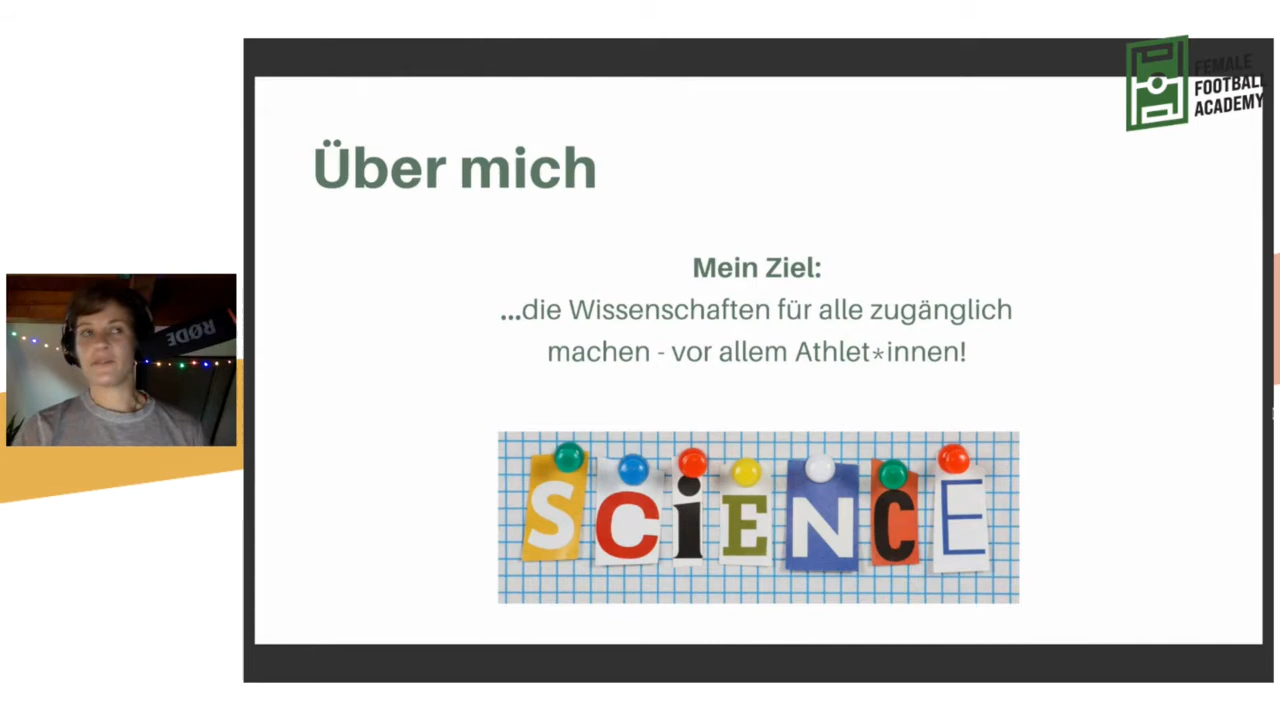 FEMALE
FOOTBALL
ACADEMY
Über mich
Mein Ziel:
...die Wissenschaften für alle zugänglich
machen - vor allem Athlet*innen!
RØDE
SCiENCE